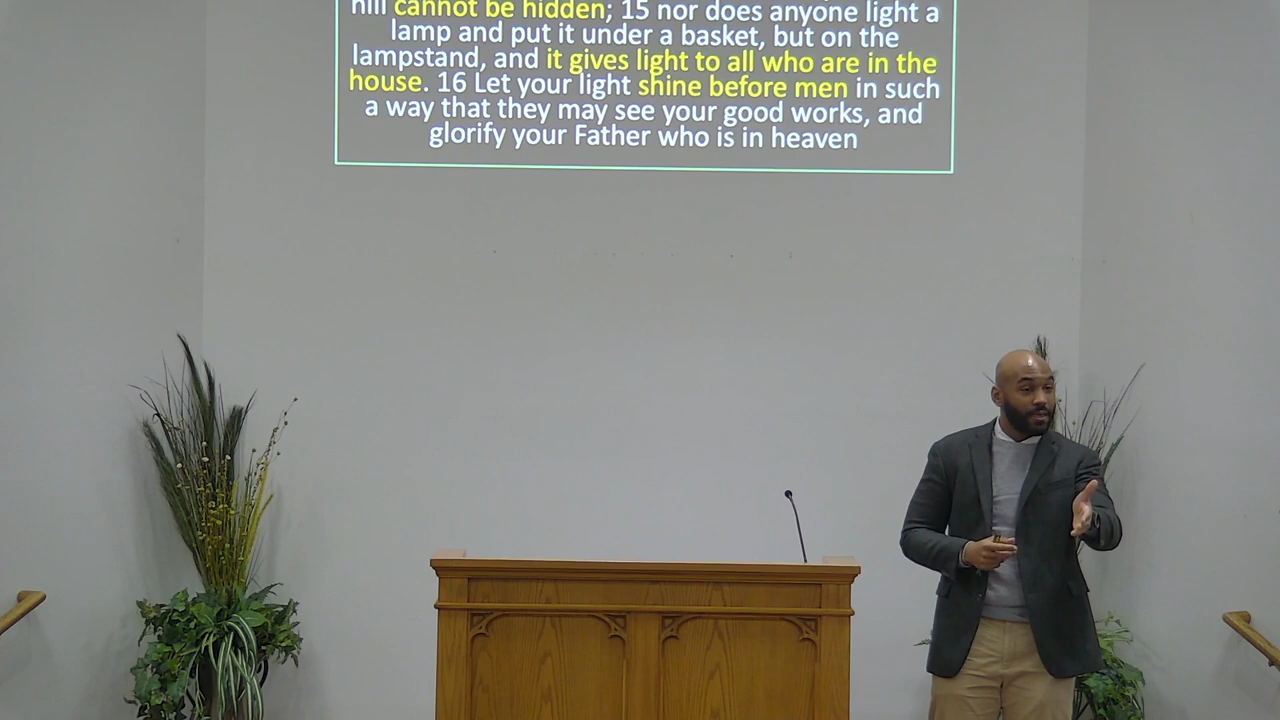 hill cannot be hidden; 15 nor does anyone light a
lamp and put it under a basket, but on the
lampstand, and it gives light to all who are in the
house. 16 Let your light shine before men in such
a way that they may see your good works, and
glorify your Father who is in heaven